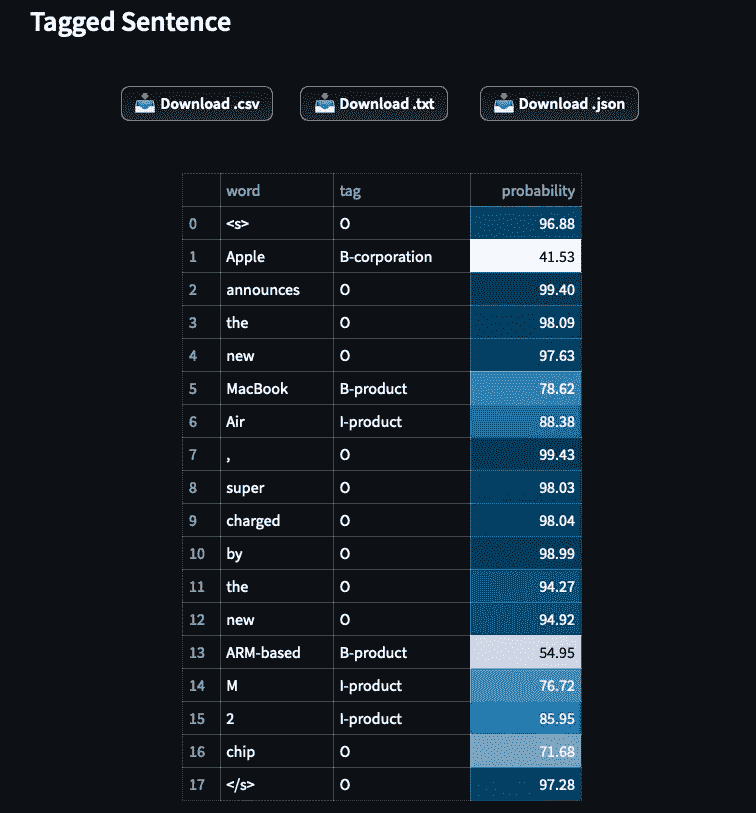 Tagged Sentence
Download .csv Download .txt Download .json
word tag probability
0 <s> O 96.88
1 Apple B-corporation 41.53
2 announces O 99.40
3 the O 98.09
4 new O 97.63
5 MacBook B-product 78.62
6 Air I-product 88.38
7 , O 99.43
8 super O 98.03
9 charged O 98.04
10 by O 98.99
11 the O 94.27
12 new O 94.92
13 ARM-based B-product 54.95
14 M I-product 76.72
15 2 I-product 85.95
16 chip O 71.68
17 </s> O 97.28